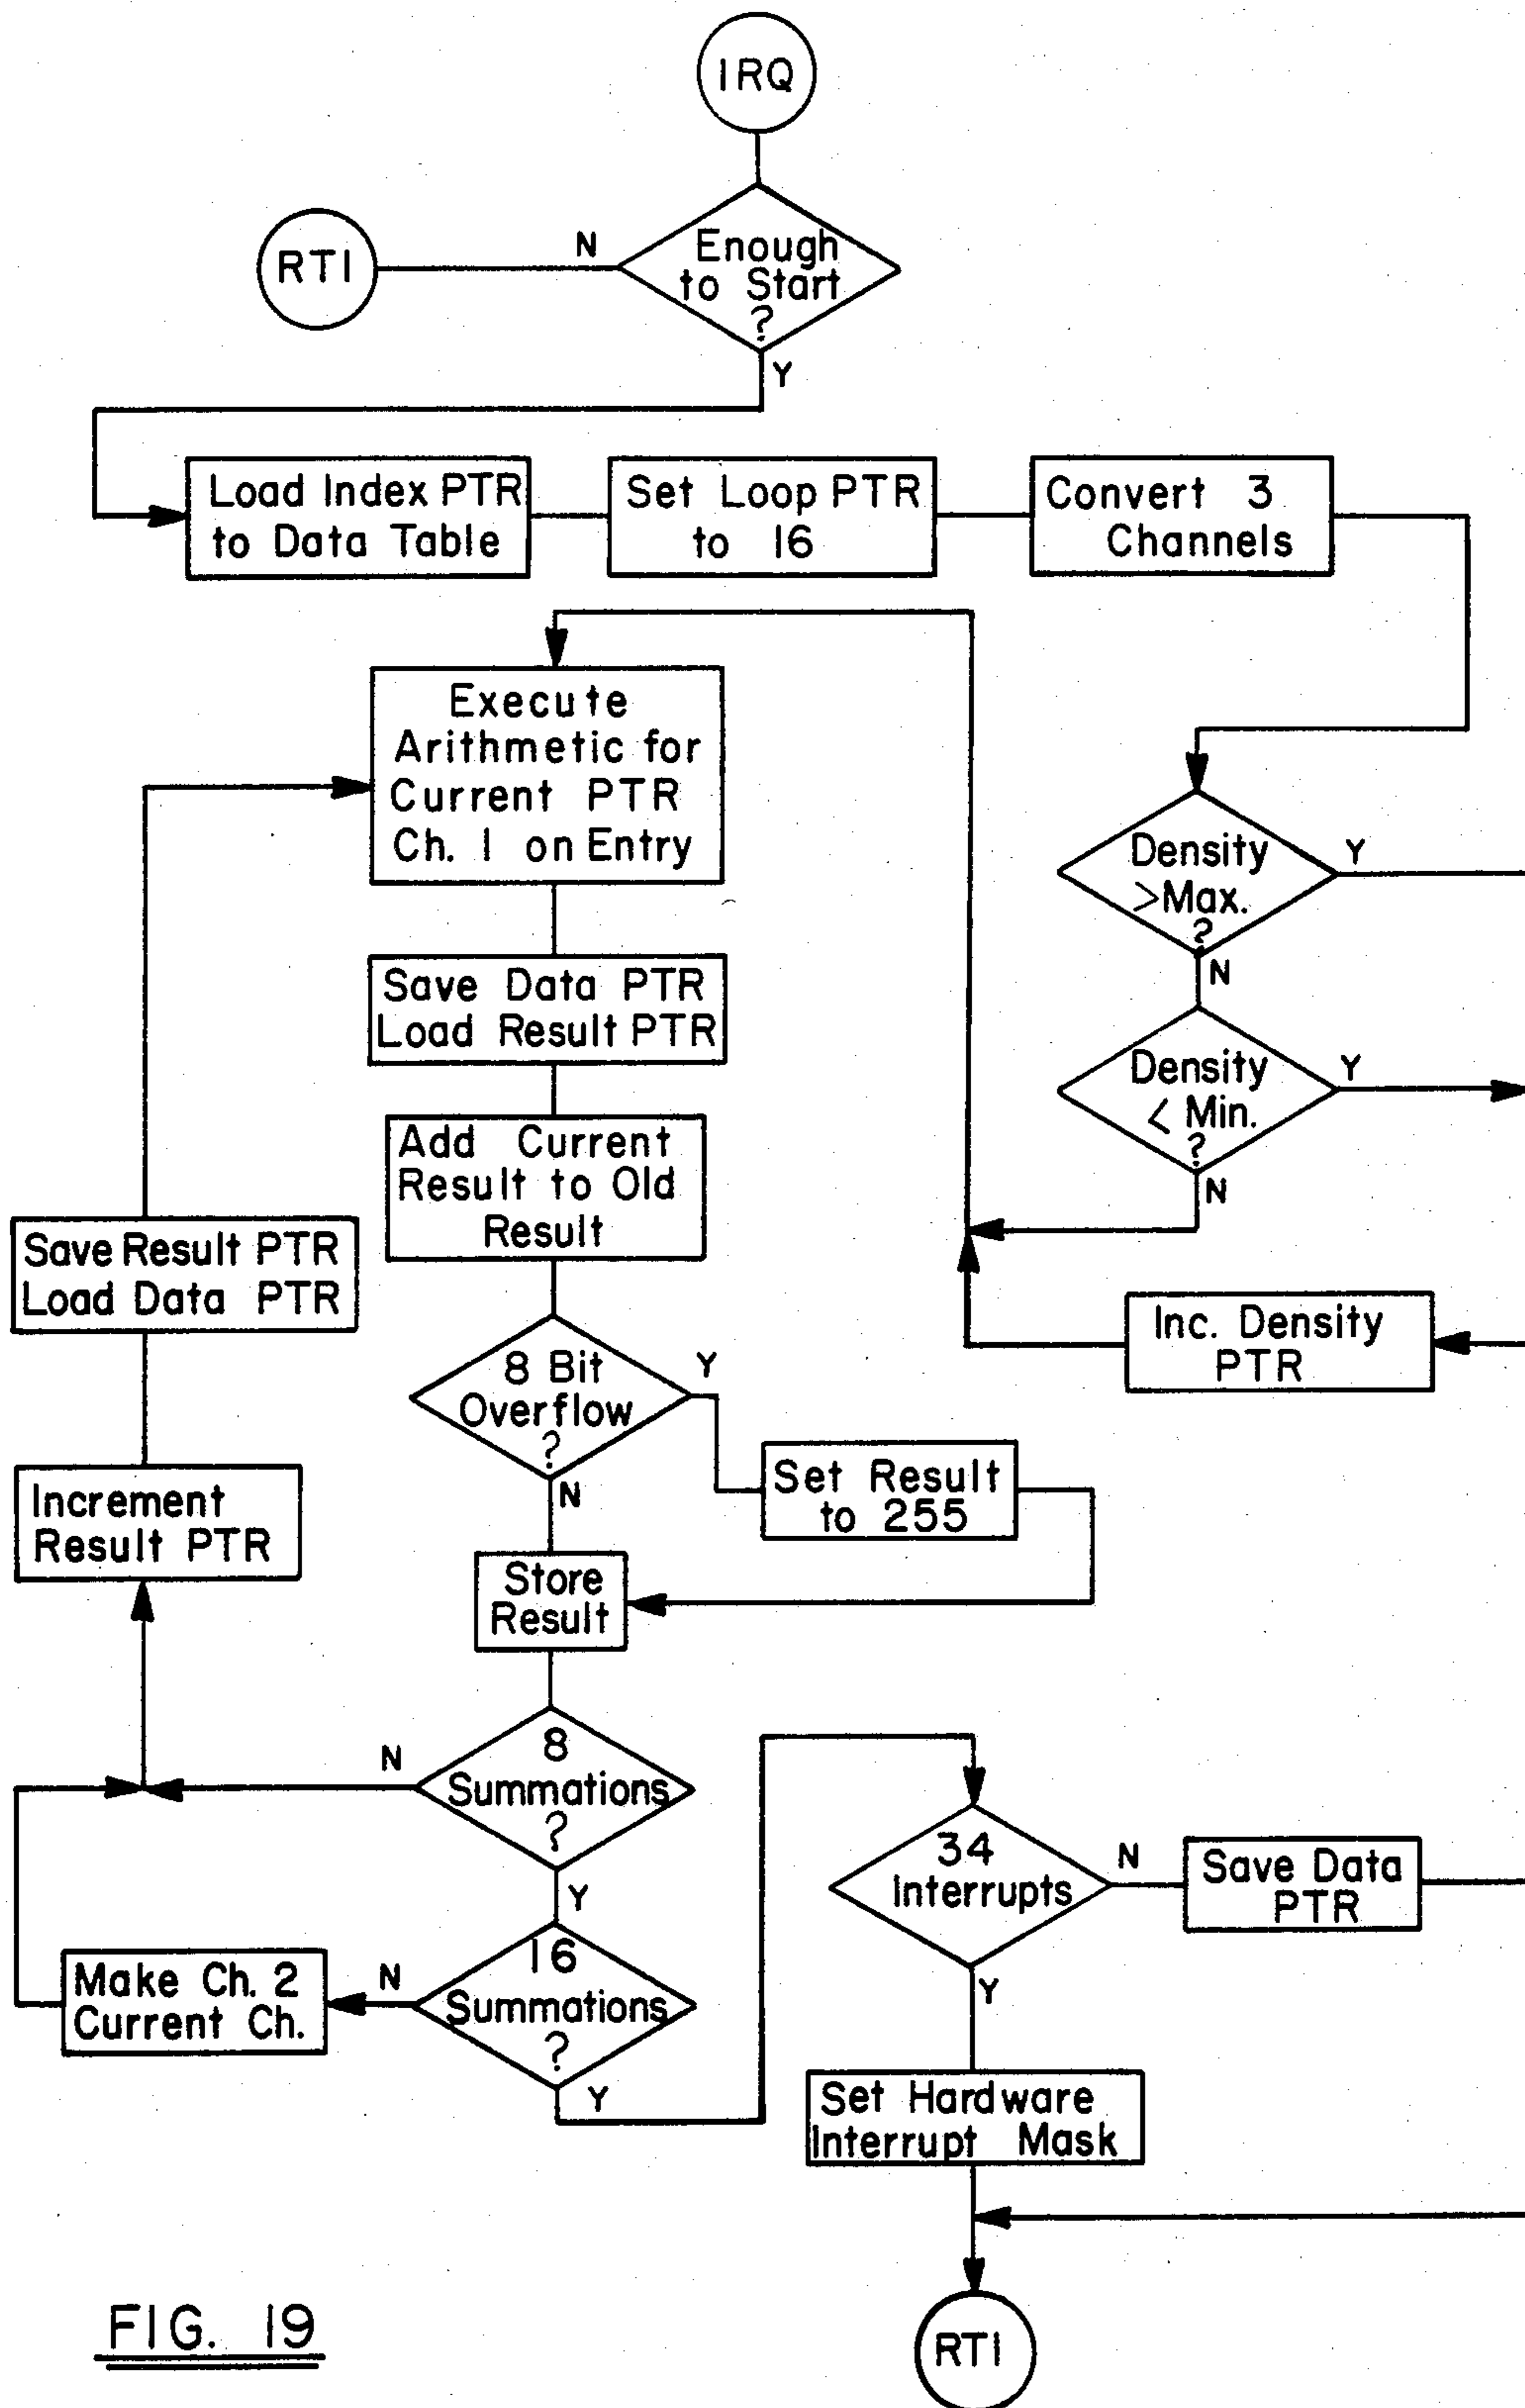 IRQ
RTI
N
Enough
to Start
?
Y
Load Index PTR
to Data Table
Set Loop PTR
to 16
Convert 3
Channels
Execute
Arithmetic for
Current PTR
Ch. 1 on Entry
Density
>Max.
?
Y
N
Save Data PTR
Load Result PTR
Density
< Min.
?
Y
N
Add Current
Result to Old
Result
Save Result PTR
Load Data PTR
Inc. Density
PTR
8 Bit
Overflow
?
Y
N
Set Result
to 255
Increment
Result PTR
Store
Result
8
Summations
?
N
Y
34
Interrupts
N
Y
Save Data
PTR
16
Summations
?
N
Y
Make Ch. 2
Current Ch.
Set Hardware
Interrupt Mask
RTI
FIG. 19